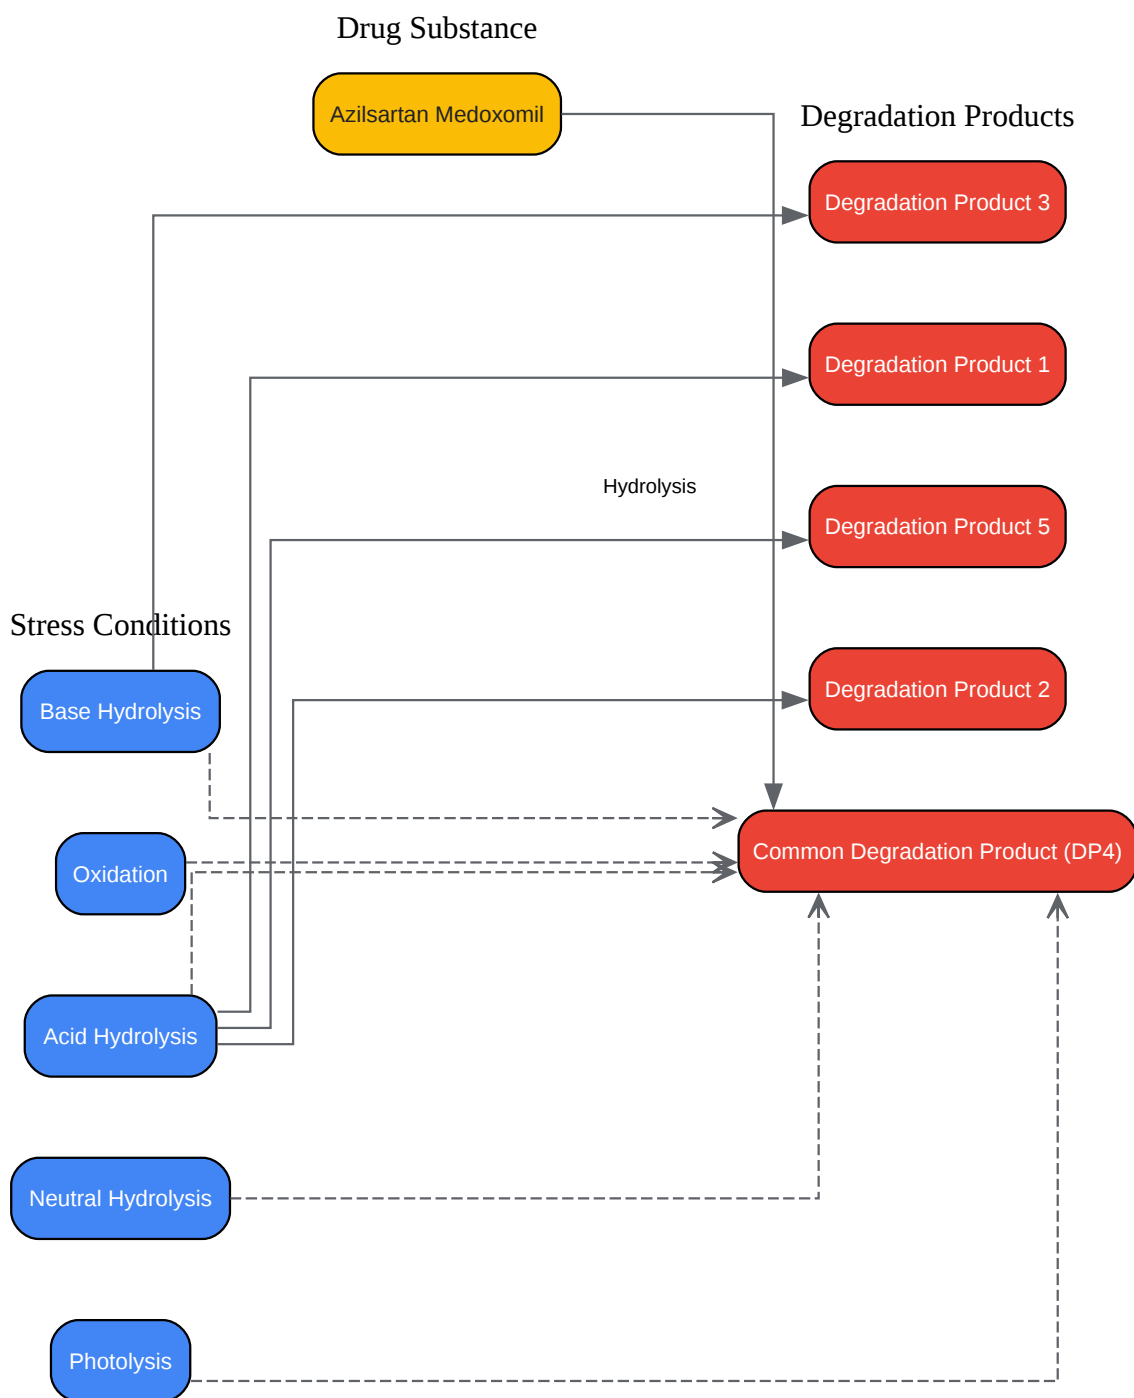 Drug Substance
Azilsartan Medoxomil
Degradation Products
Degradation Product 3
Degradation Product 1
Hydrolysis
Degradation Product 5
Stress Conditions
Degradation Product 2
Base Hydrolysis
Common Degradation Product (DP4)
Oxidation
Acid Hydrolysis
Neutral Hydrolysis
Photolysis